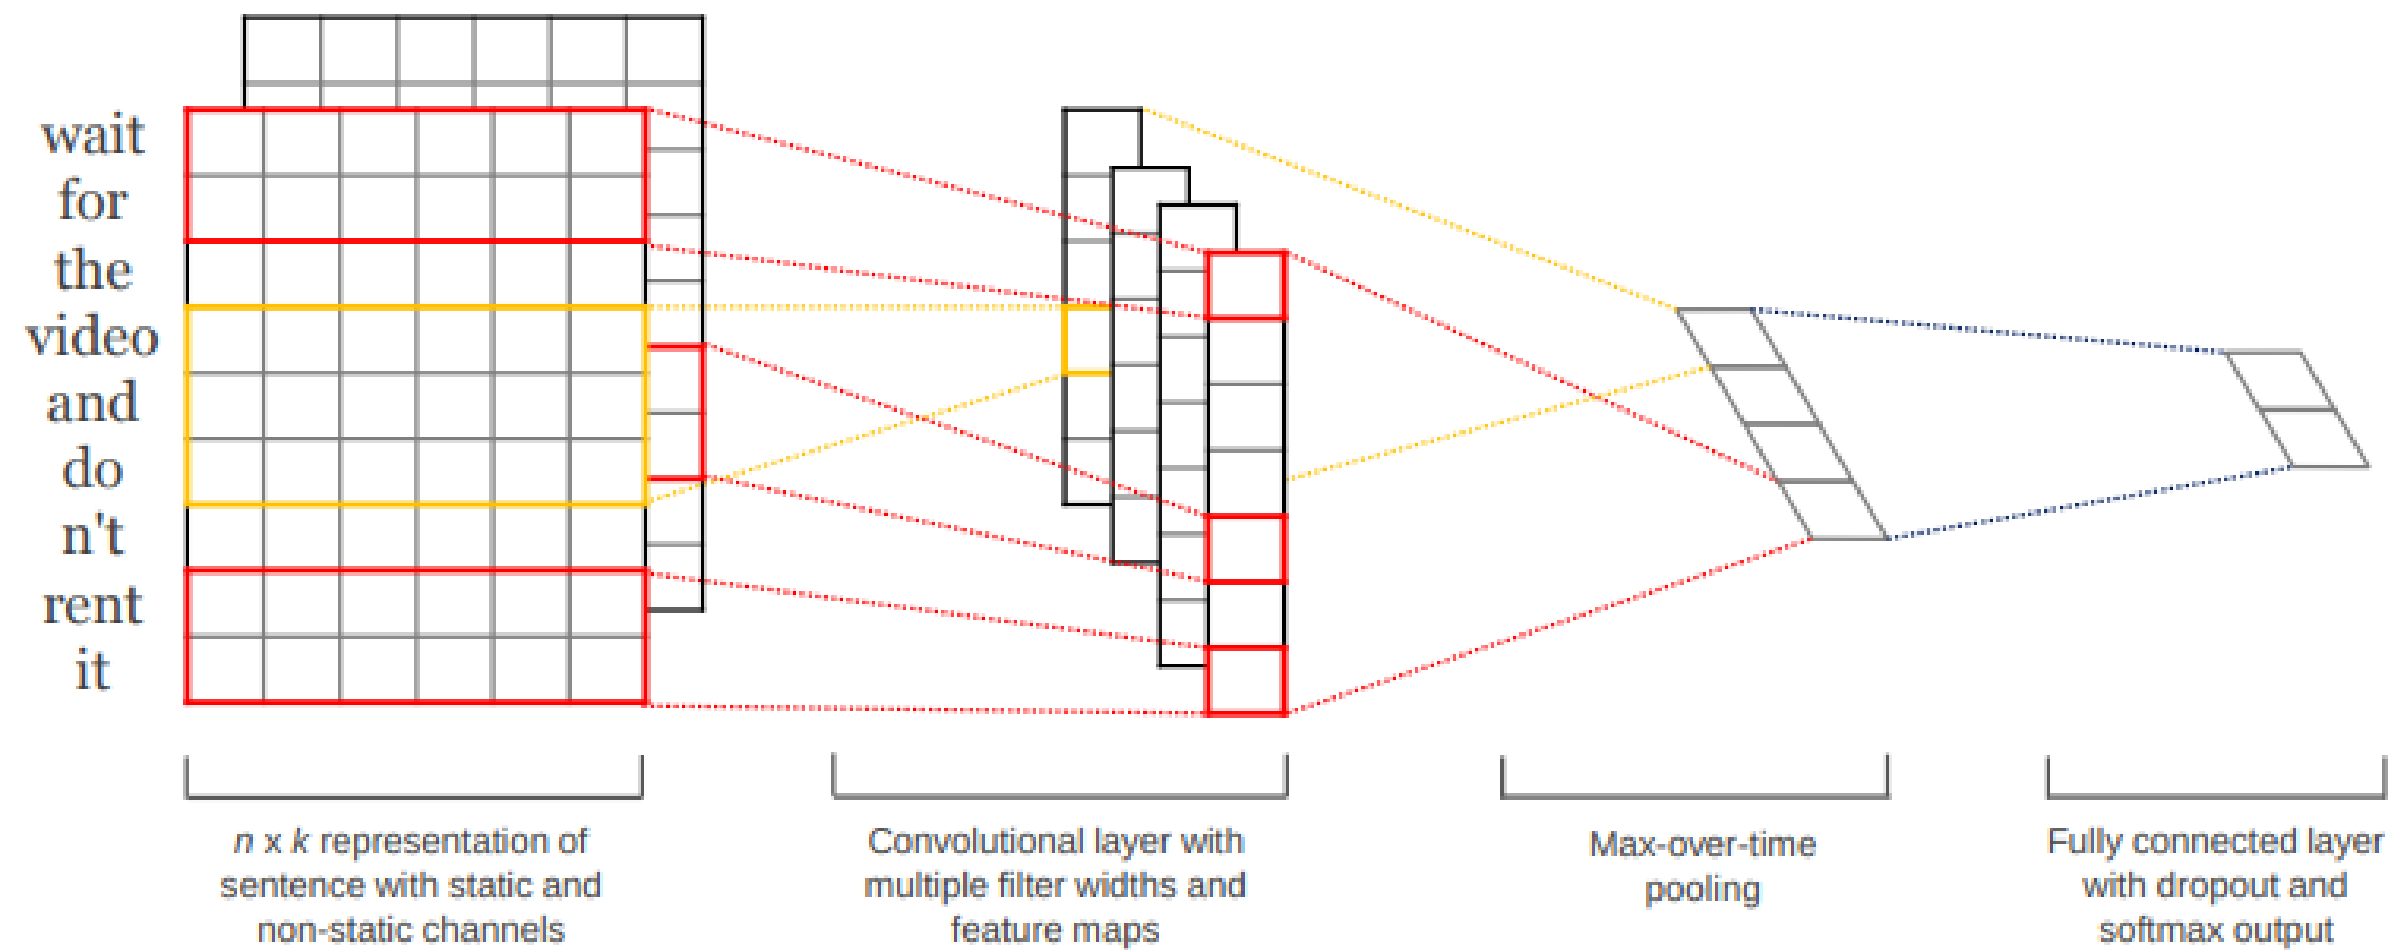 wait
for
the
video
and
do
n't
rent
it
n x k representation of
sentence with static and
non-static channels
Convolutional layer with
multiple filter widths and
feature maps
Max-over-time
pooling
Fully connected layer
with dropout and
softmax output